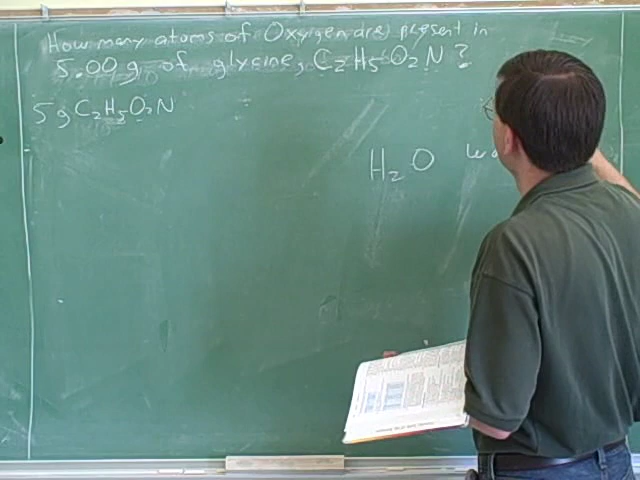 How many atoms of Oxygen are present in
5.00 g of glycine, C2H5O2N ?
5 g C2H5O2N
H2O